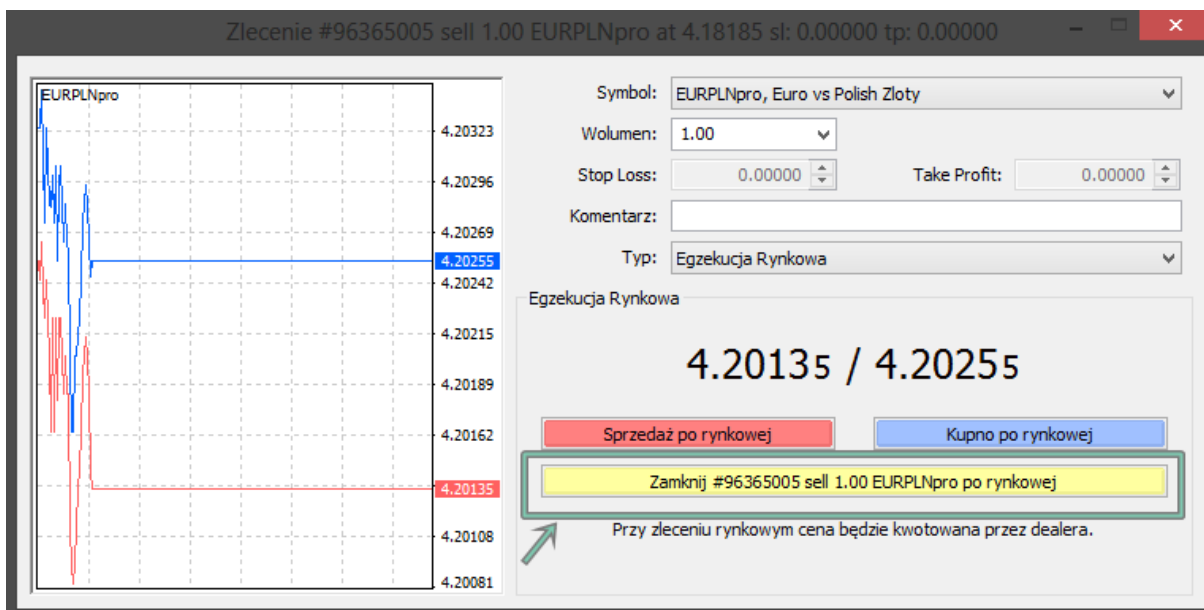 Zlecenie #96365005 sell 1.00 EURPLNpro at 4.18185 sl: 0.00000 tp: 0.00000
EURPLNpro
4.20323
4.20296
4.20269
4.20255
4.20242
4.20215
4.20189
4.20162
4.20135
4.20108
4.20081
Symbol: EURPLNpro, Euro vs Polish Zloty
Wolumen: 1.00
Stop Loss: 0.00000 Take Profit: 0.00000
Komentarz:
Typ: Egzekucja Rynkowa
Egzekucja Rynkowa
4.20135 / 4.20255
Sprzedaż po rynkowej Kupno po rynkowej
Zamknij #96365005 sell 1.00 EURPLNpro po rynkowej
Przy zleceniu rynkowym cena będzie kwotowana przez dealera.